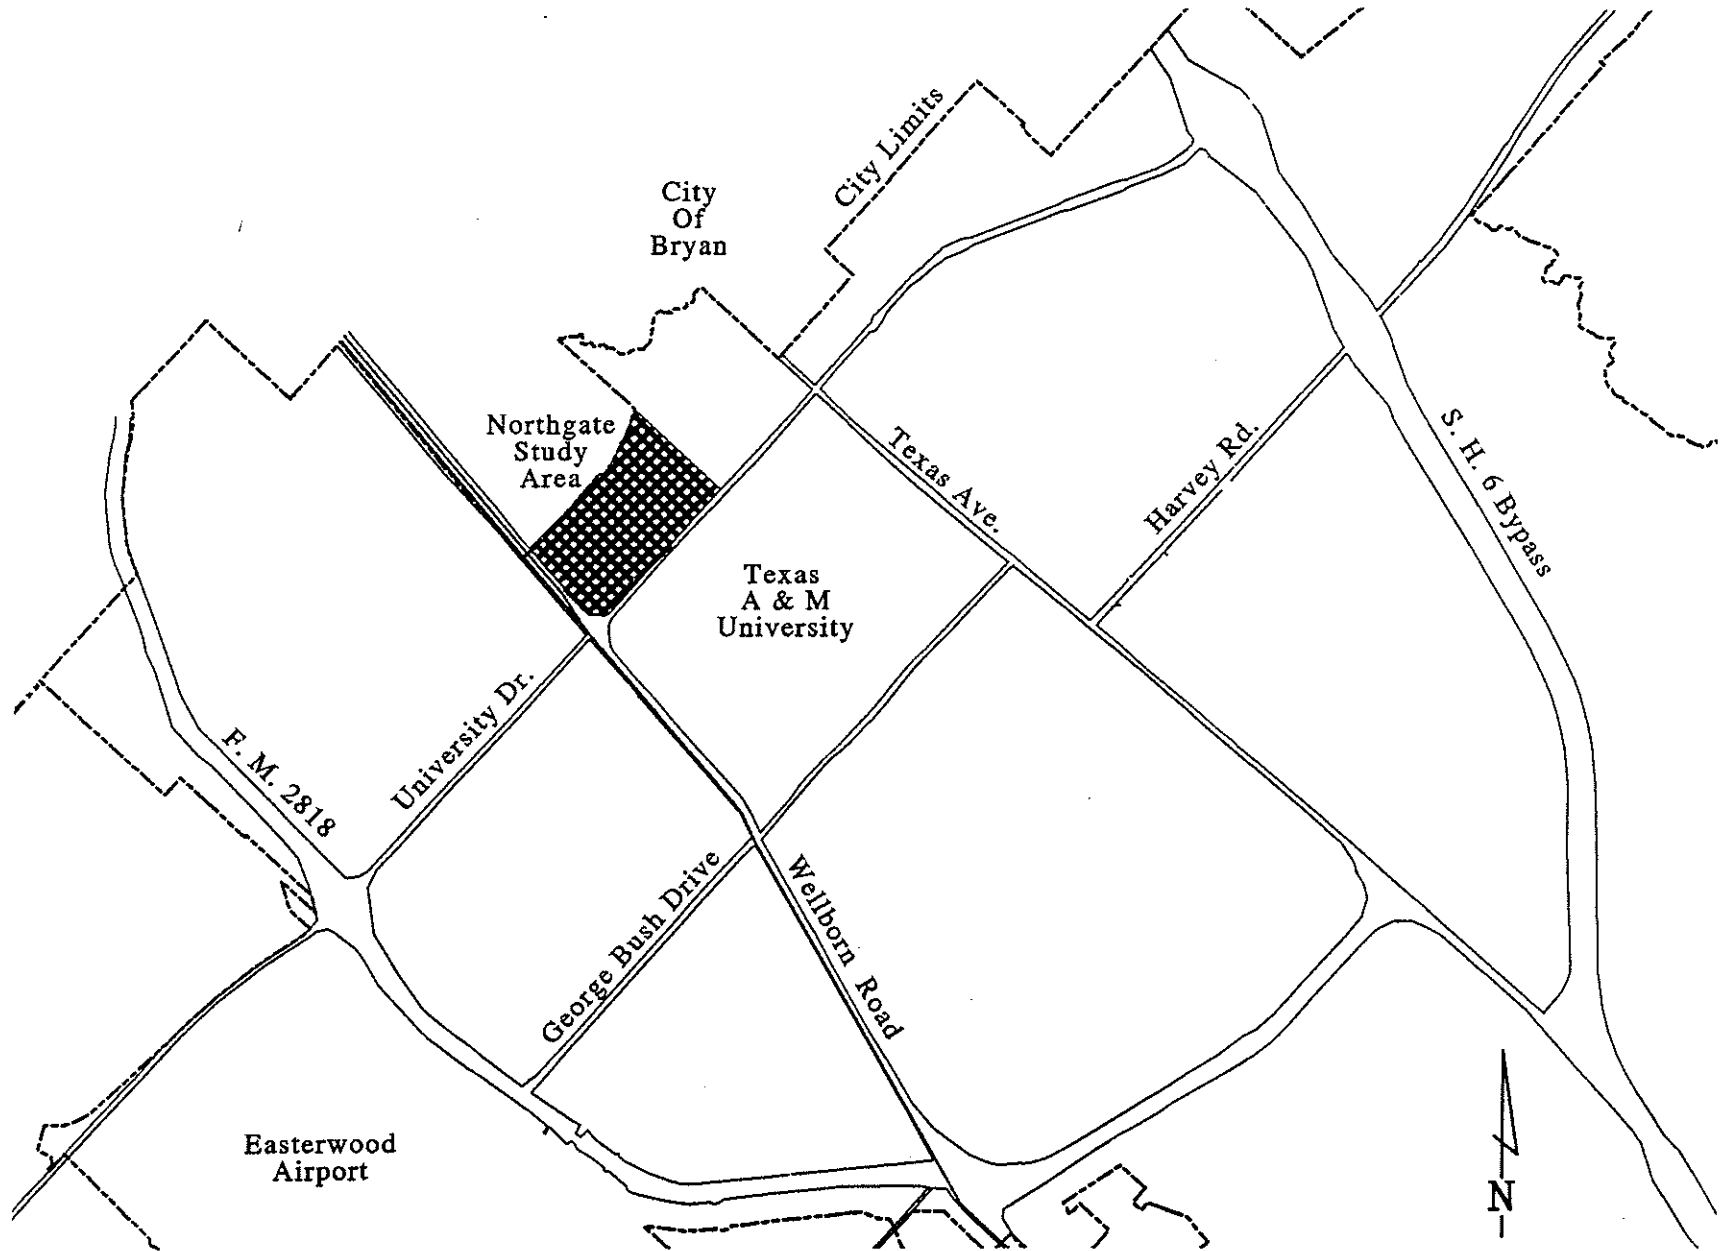 City Limits
City
Of
Bryan
Northgate
Study
Area
Texas Ave.
Harvey Rd.
S. H. 6 Bypass
Texas
A & M
University
University Dr.
F. M. 2818
George Bush Drive
Wellborn Road
Easterwood
Airport
N